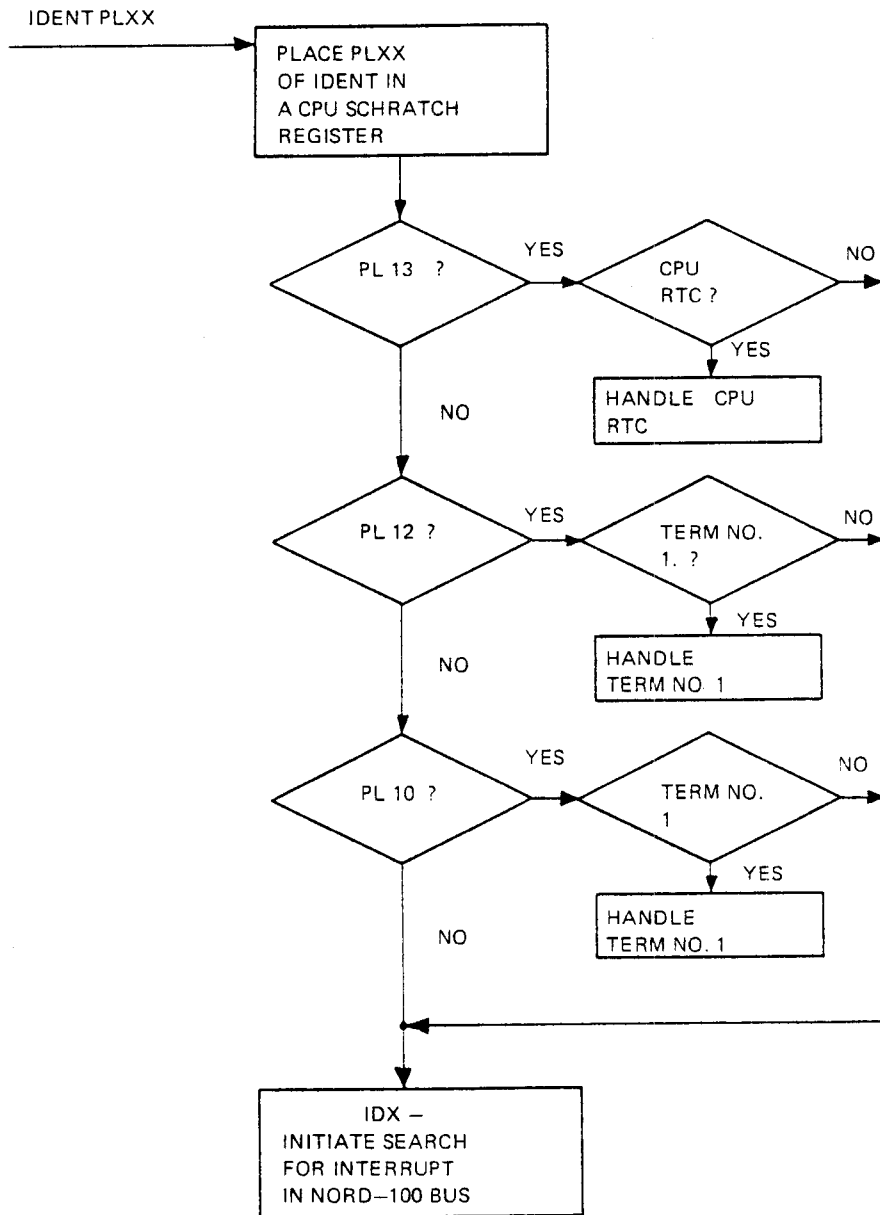 IDENT PLXX
PLACE PLXX
OF IDENT IN
A CPU SCHRATCH
REGISTER
PL 13 ?
YES
CPU
RTC ?
NO
YES
HANDLE CPU
RTC
NO
PL 12 ?
YES
TERM NO.
1. ?
NO
YES
HANDLE
TERM NO. 1
NO
PL 10 ?
YES
TERM NO.
1
NO
YES
HANDLE
TERM NO. 1
NO
IDX –
INITIATE SEARCH
FOR INTERRUPT
IN NORD–100 BUS